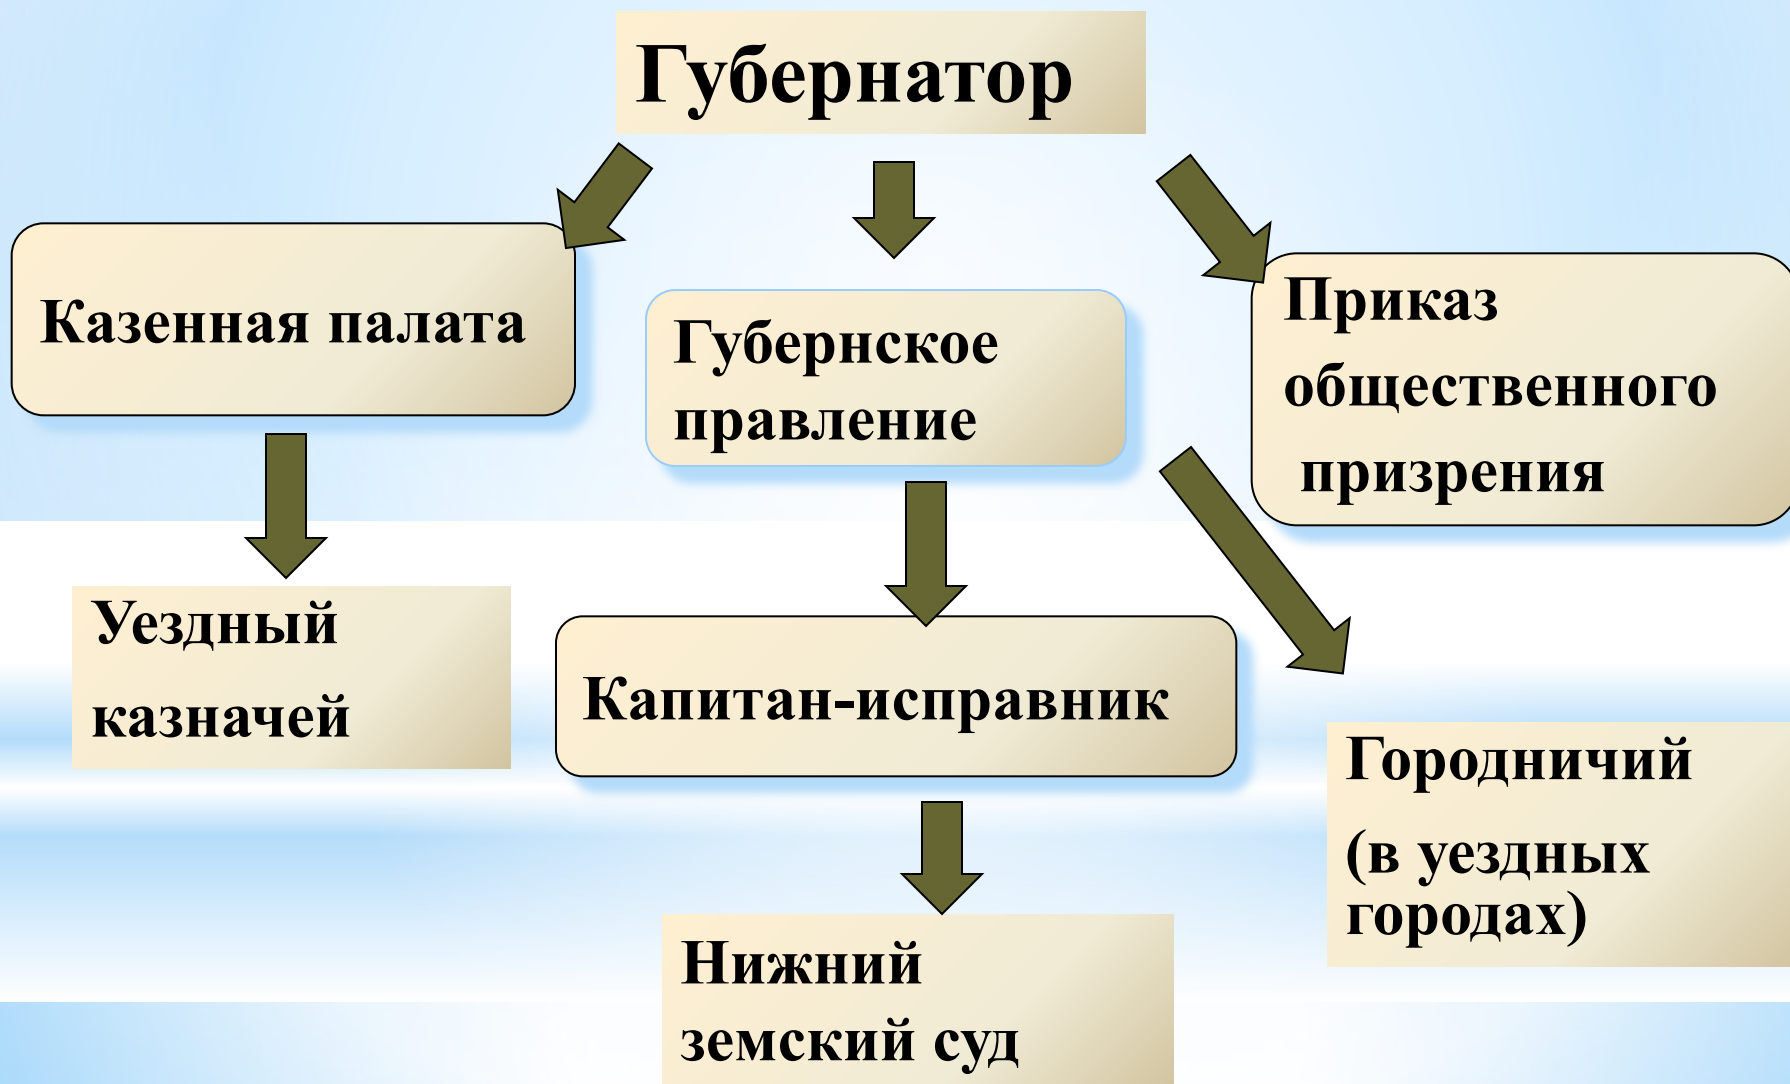 Губернатор
Казенная палата
Губернское
правление
Приказ
общественного
призрения
Уездный
казначей
Капитан-исправник
Городничий
(в уездных
городах)
Нижний
земский суд